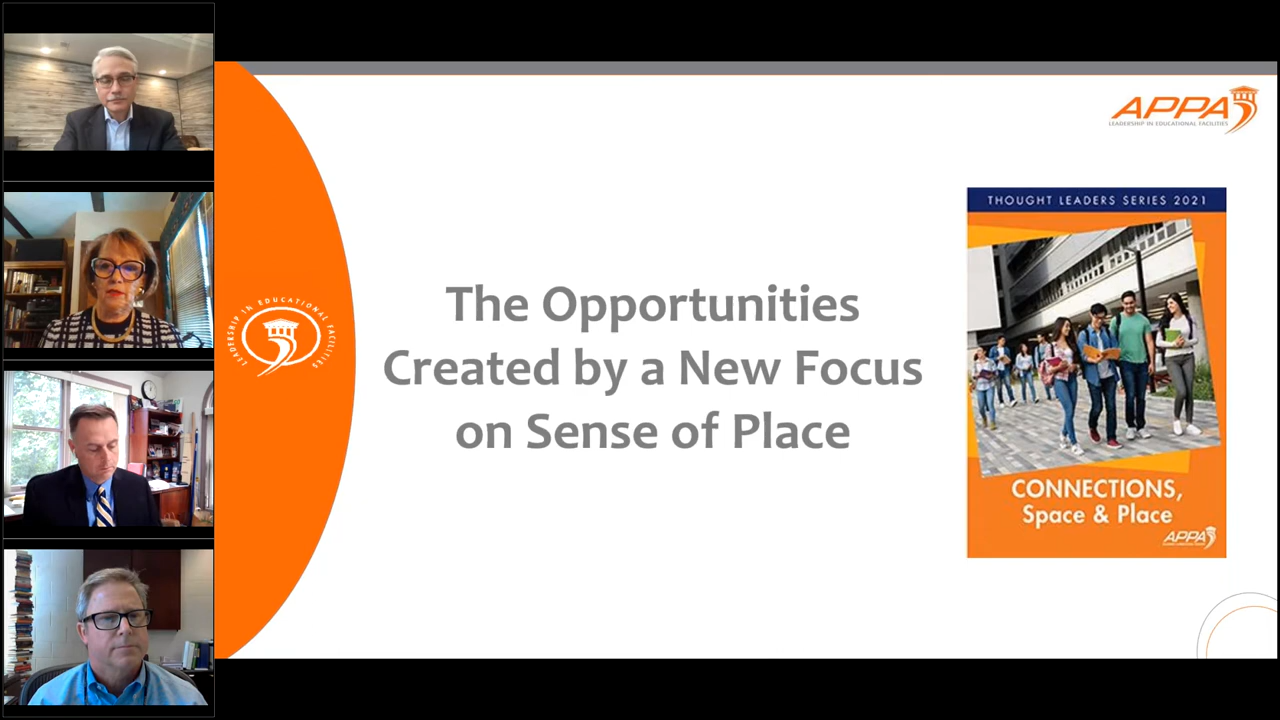 APPA
LEADERSHIP IN EDUCATIONAL FACILITIES
THOUGHT LEADERS SERIES 2021
The Opportunities
Created by a New Focus
on Sense of Place
LEADERSHIP IN EDUCATIONAL FACILITIES
CONNECTIONS,
Space & Place
APPA